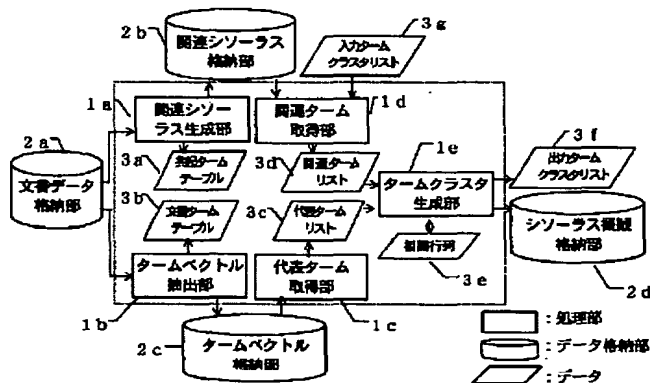 2b
関連シソーラス
格納部
3g
入力ターム
クラスタリスト
1a
関連シソー
ラス生成部
関連ターム
取得部
1d
2a
文書データ
格納部
3a
共起ターム
テーブル
3d
関連ターム
リスト
1e
タームクラスタ
生成部
3f
出力ターム
クラスタリスト
3b
文書ターム
テーブル
3c
代表ターム
リスト
シソーラス概観
格納部
相関行列
3e
2d
タームベクトル
抽出部
代表ターム
取得部
1b
1c
2c
タームベクトル
格納部
:処理部
:データ格納部
:データ